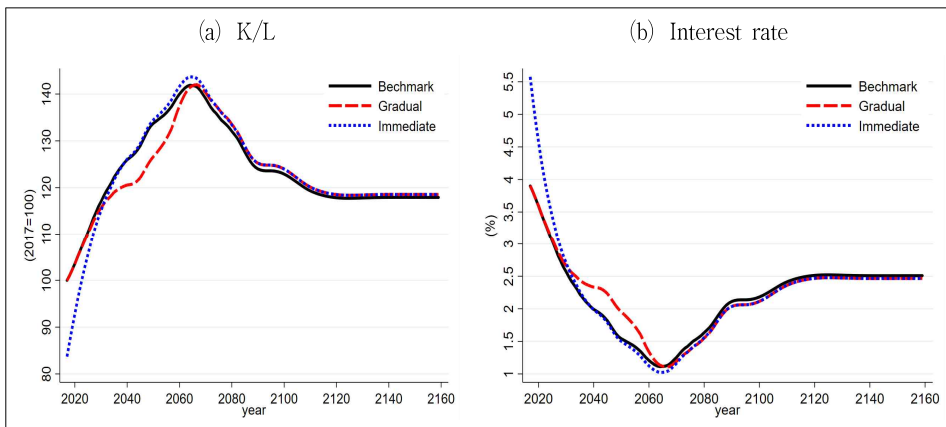 (a) K/L
(2017=100)
140
130
120
110
100
90
80
Bechmark
Gradual
Immediate
2020 2040 2060 2080 2100 2120 2140 2160
year
(b) Interest rate
(%)
5.5
5
4.5
4
3.5
3
2.5
2
1.5
1
Bechmark
Gradual
Immediate
2020 2040 2060 2080 2100 2120 2140 2160
year